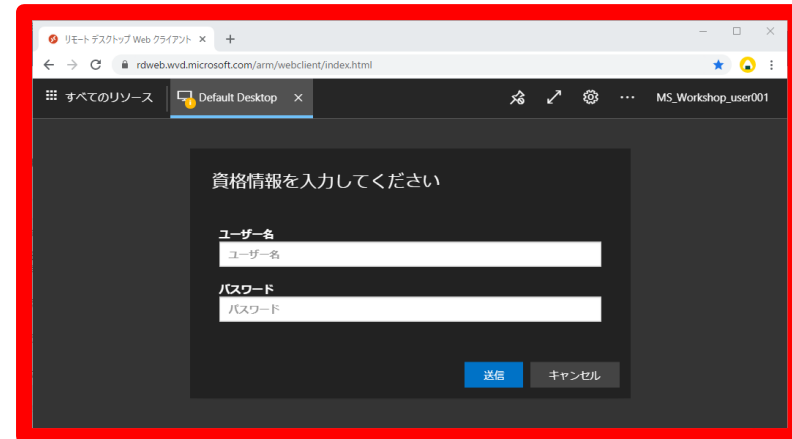 リモート デスクトップ Web クライアント
rdweb.wvd.microsoft.com/arm/webclient/index.html
すべてのリソース
Default Desktop
MS_Workshop_user001
資格情報を入力してください
ユーザー名
ユーザー名
パスワード
パスワード
送信 キャンセル